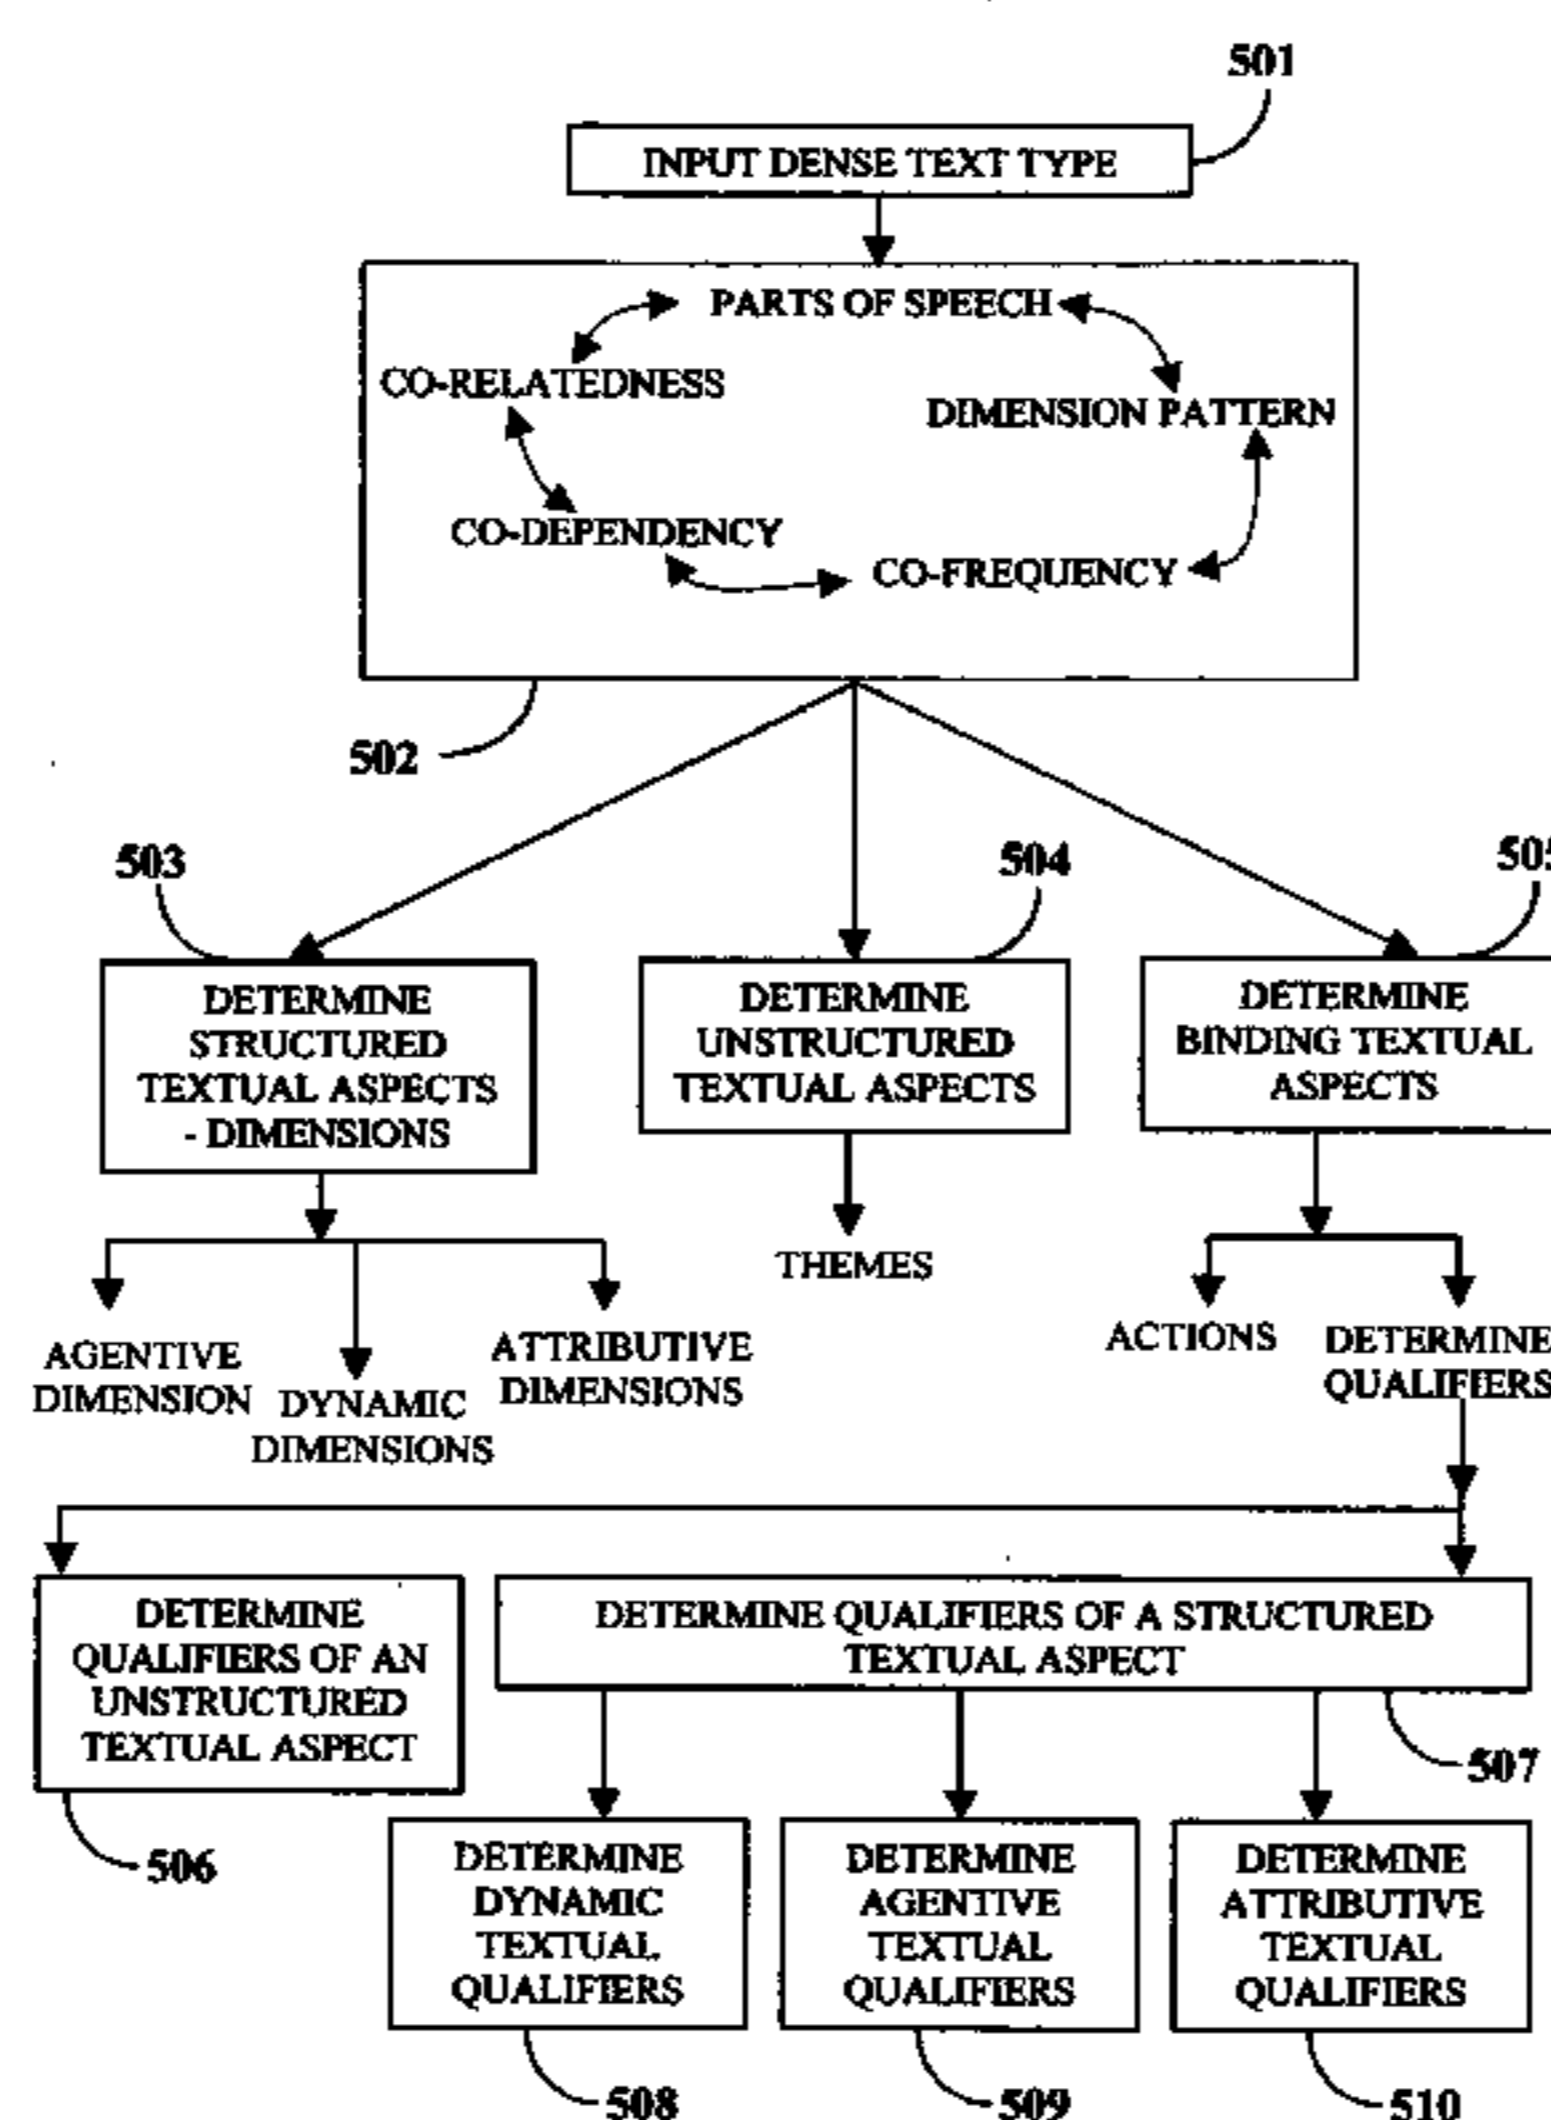 501
INPUT DENSE TEXT TYPE
PARTS OF SPEECH
CO-RELATEDNESS
DIMENSION PATTERN
CO-DEPENDENCY
CO-FREQUENCY
502
503
504
505
DETERMINE
STRUCTURED
TEXTUAL ASPECTS
- DIMENSIONS
DETERMINE
UNSTRUCTURED
TEXTUAL ASPECTS
DETERMINE
BINDING TEXTUAL
ASPECTS
AGENTIVE
DIMENSION
DYNAMIC
DIMENSIONS
ATTRIBUTIVE
DIMENSIONS
THEMES
ACTIONS
DETERMINE
QUALIFIERS
DETERMINE
QUALIFIERS OF AN
UNSTRUCTURED
TEXTUAL ASPECT
DETERMINE QUALIFIERS OF A STRUCTURED
TEXTUAL ASPECT
507
506
DETERMINE
DYNAMIC
TEXTUAL
QUALIFIERS
DETERMINE
AGENTIVE
TEXTUAL
QUALIFIERS
DETERMINE
ATTRIBUTIVE
TEXTUAL
QUALIFIERS
508
509
510